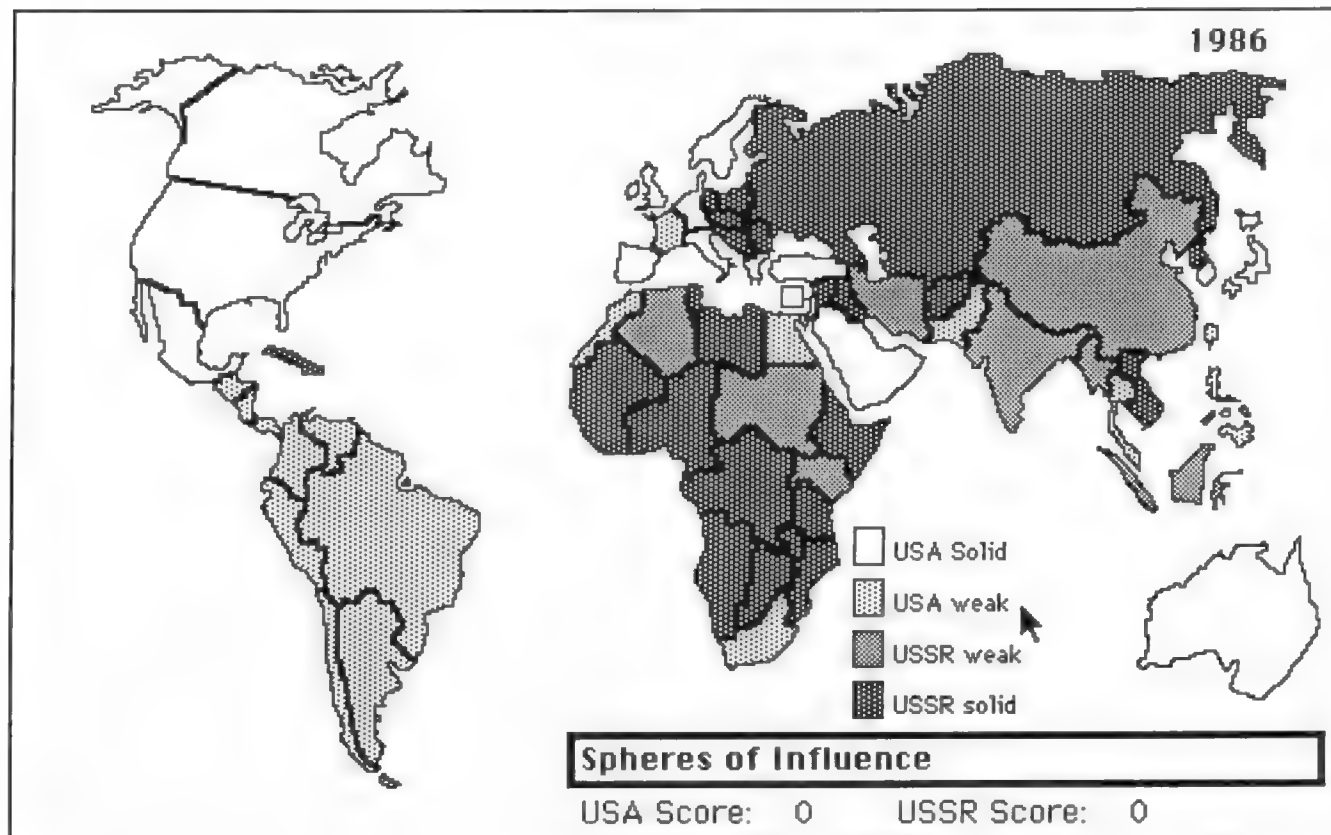 1986
USA Solid
USA weak
USSR weak
USSR solid
Spheres of Influence
USA Score: 0 USSR Score: 0